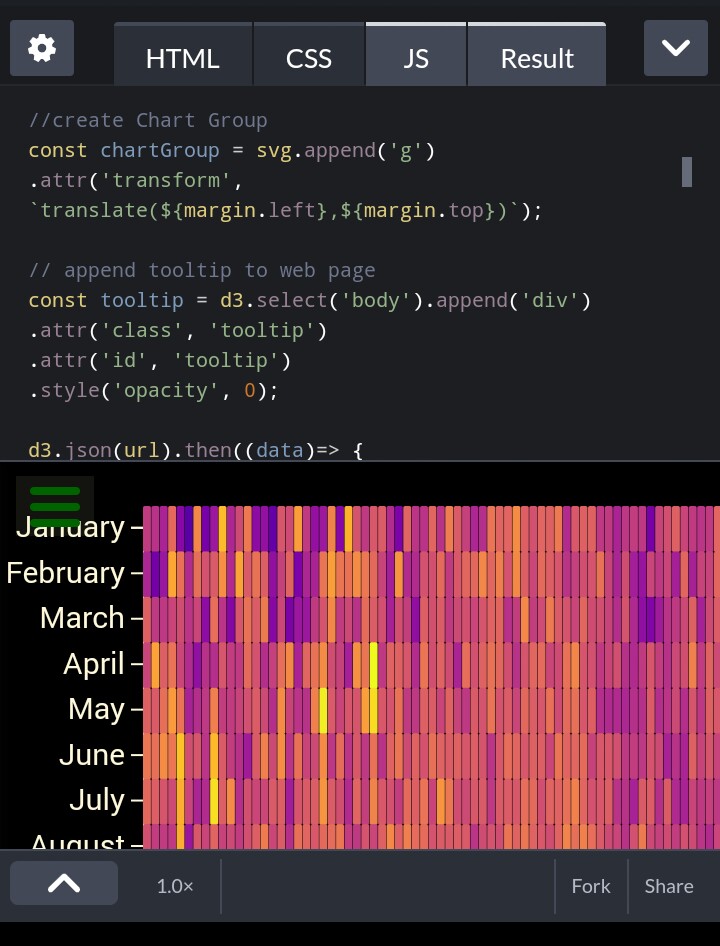 HTML CSS JS Result
//create Chart Group
const chartGroup = svg.append('g')
.attr('transform',
`translate(${margin.left},${margin.top})`);
// append tooltip to web page
const tooltip = d3.select('body').append('div')
.attr('class', 'tooltip')
.attr('id', 'tooltip')
.style('opacity', 0);
d3.json(url).then((data)=> {
January
February
March
April
May
June
July
August
1.0× Fork Share